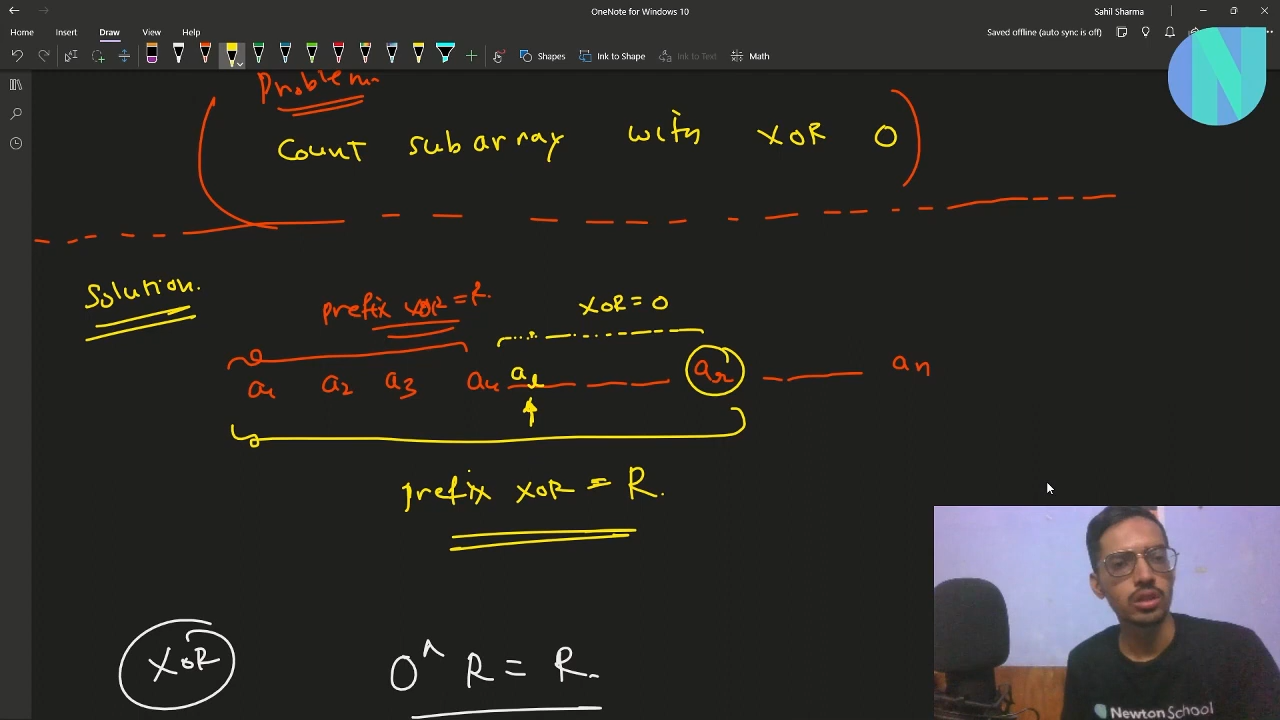 OneNote for Windows 10
Sahil Sharma
Home Insert Draw View Help
Saved offline (auto sync is off)
Shapes Ink to Shape Ink to Text Math
Problem.
Count subarray with XOR 0
Solution.
prefix XOR = R.
XOR = 0
a1 a2 a3 a4 al ar an
prefix XOR = R.
XOR
0^ R = R.
Newton School
N